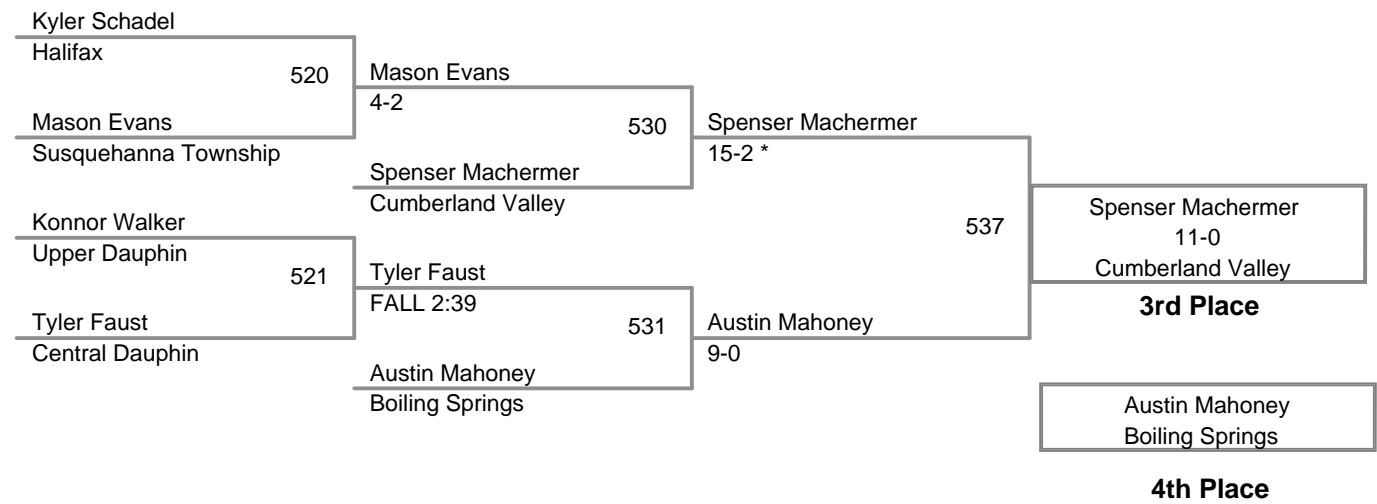 Kyler Schadel
Halifax
520
Mason Evans
Susquehanna Township
Mason Evans
4-2
530
Spenser Machermer
Cumberland Valley
Spenser Machermer
15-2 *
Konnor Walker
Upper Dauphin
521
Tyler Faust
Central Dauphin
Tyler Faust
FALL 2:39
531
Austin Mahoney
Boiling Springs
Austin Mahoney
9-0
537
Spenser Machermer
11-0
Cumberland Valley
3rd Place
Austin Mahoney
Boiling Springs
4th Place